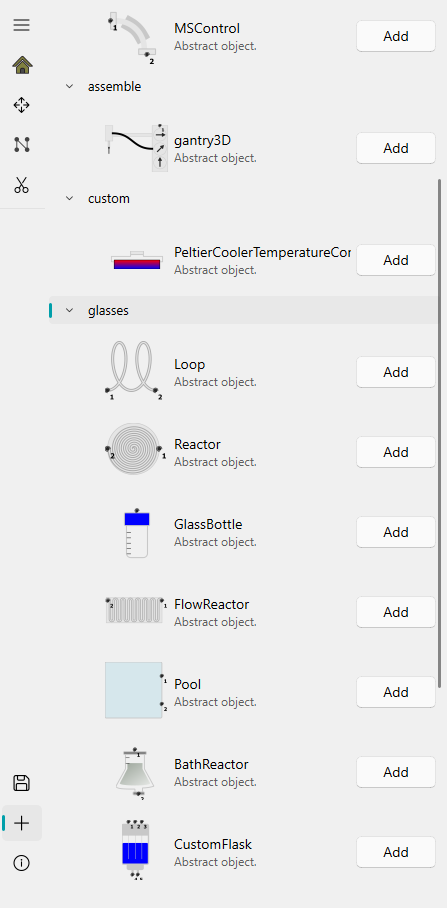 MSControl
Abstract object.
Add
1
2
assemble
gantry3D
Abstract object.
Add
custom
PeltierCoolerTemperatureCor
Abstract object.
Add
glasses
Loop
Abstract object.
Add
1
2
Reactor
Abstract object.
Add
2
1
GlassBottle
Abstract object.
Add
FlowReactor
Abstract object.
Add
2
1
Pool
Abstract object.
Add
1
2
BathReactor
Abstract object.
Add
1
CustomFlask
Abstract object.
Add
1 2 3